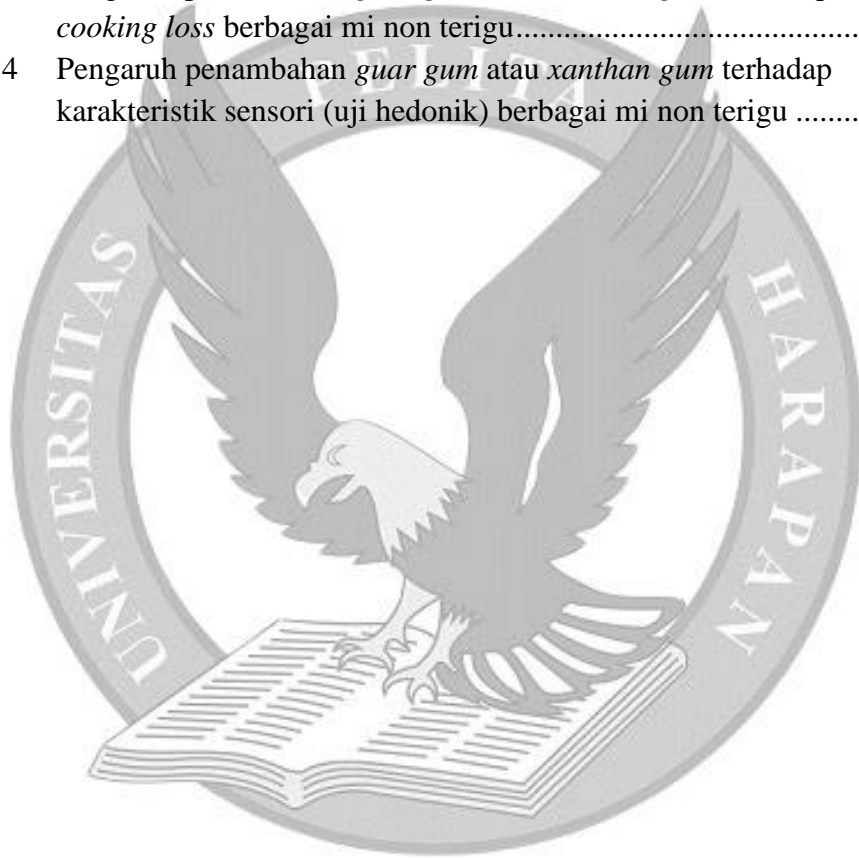 cooking loss berbagai mi non terigu....................................
4 Pengaruh penambahan guar gum atau xanthan gum terhadap
karakteristik sensori (uji hedonik) berbagai mi non terigu ........
UNIVERSITAS
PELITA
HARAPAN